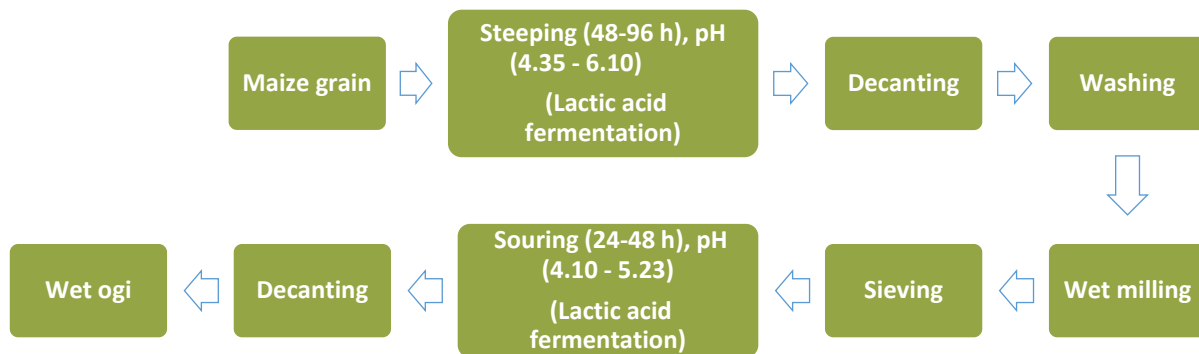 Maize grain
Steeping (48-96 h), pH
(4.35 - 6.10)
(Lactic acid
fermentation)
Decanting
Washing
Wet milling
Sieving
Souring (24-48 h), pH
(4.10 - 5.23)
(Lactic acid
fermentation)
Decanting
Wet ogi